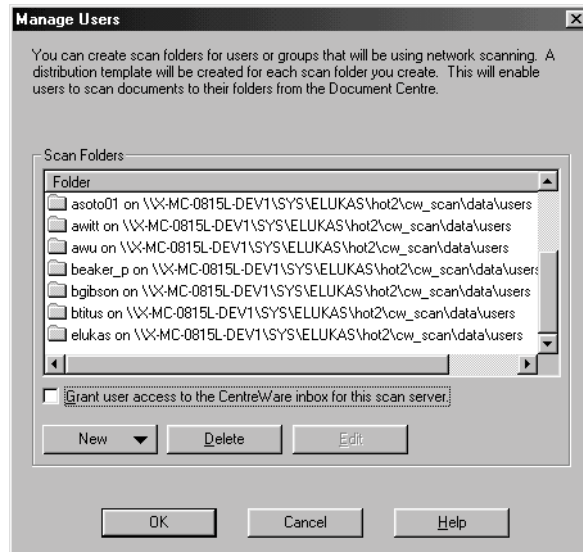 Manage Users
You can create scan folders for users or groups that will be using network scanning. A
distribution template will be created for each scan folder you create. This will enable
users to scan documents to their folders from the Document Centre.
Scan Folders
Folder
asoto01 on \\X-MC-0815L-DEV1\SYS\ELUKAS\hot2\cw_scan\data\users
awitt on \\X-MC-0815L-DEV1\SYS\ELUKAS\hot2\cw_scan\data\users
awu on \\X-MC-0815L-DEV1\SYS\ELUKAS\hot2\cw_scan\data\users
beaker_p on \\X-MC-0815L-DEV1\SYS\ELUKAS\hot2\cw_scan\data\users
bgibson on \\X-MC-0815L-DEV1\SYS\ELUKAS\hot2\cw_scan\data\users
btitus on \\X-MC-0815L-DEV1\SYS\ELUKAS\hot2\cw_scan\data\users
elukas on \\X-MC-0815L-DEV1\SYS\ELUKAS\hot2\cw_scan\data\users
Grant user access to the CentreWare inbox for this scan server.
New Delete Edit
OK Cancel Help